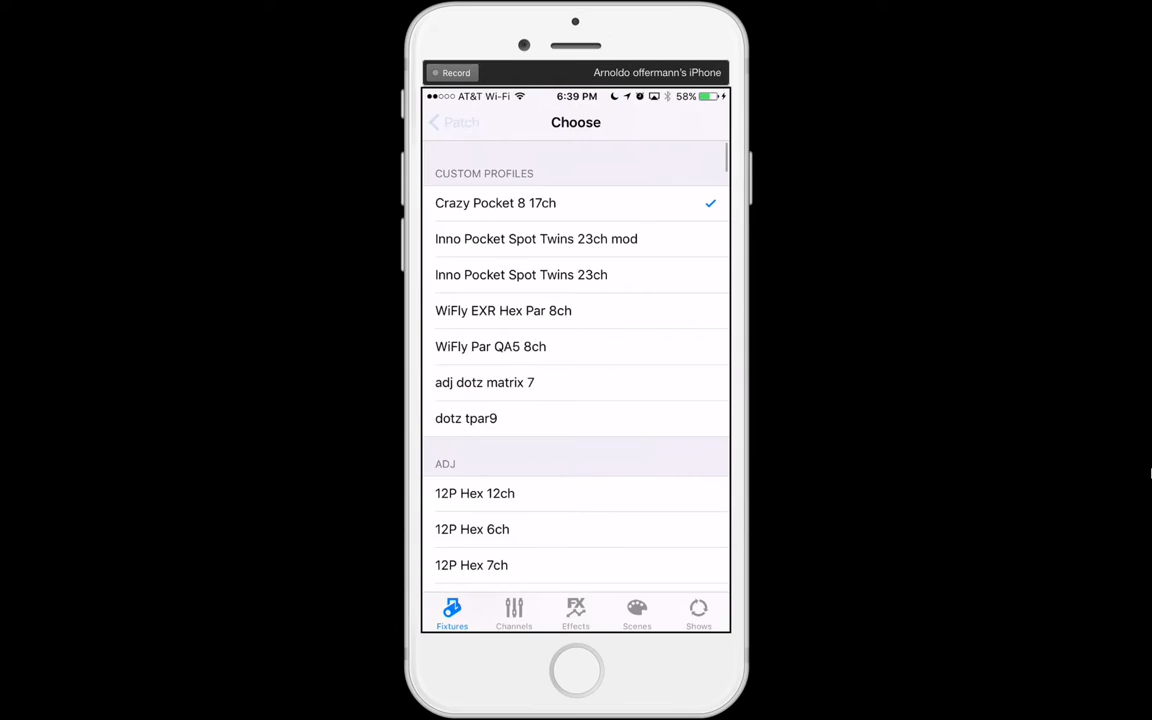 Record
Arnoldo offermann's iPhone
AT&T Wi-Fi 6:39 PM 58%
Patch
Choose
CUSTOM PROFILES
Crazy Pocket 8 17ch
Inno Pocket Spot Twins 23ch mod
Inno Pocket Spot Twins 23ch
WiFly EXR Hex Par 8ch
WiFly Par QA5 8ch
adj dotz matrix 7
dotz tpar9
ADJ
12P Hex 12ch
12P Hex 6ch
12P Hex 7ch
FX
Fixtures Channels Effects Scenes Shows